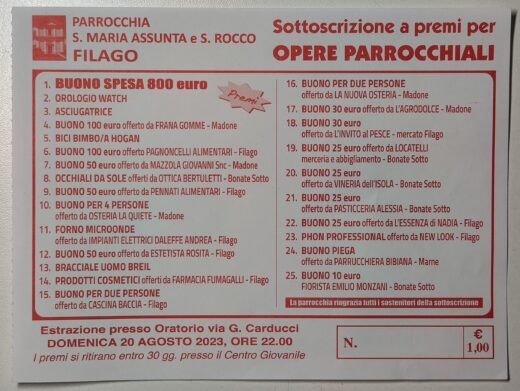 PARROCCHIA
S. MARIA ASSUNTA e S. ROCCO
FILAGO
Sottoscrizione a premi per
OPERE PARROCCHIALI
1. BUONO SPESA 800 euro
2. OROLOGIO WATCH
3. ASCIUGATRICE
Premi
4. BUONO 100 euro offerto da FRANA GOMME - Madone
5. BICI BIMBO/A HOGAN
6. BUONO 100 euro offerto PAGNONCELLI ALIMENTARI - Filago
7. BUONO 50 euro offerto da MAZZOLA GIOVANNI Snc - Madone
8. OCCHIALI DA SOLE offerti da OTTICA BERTULETTI - Bonate Sotto
9. BUONO 50 euro offerto da PENNATI ALIMENTARI - Filago
10. BUONO PER 4 PERSONE
offerto da OSTERIA LA QUIETE - Madone
11. FORNO MICROONDE
offerto da IMPIANTI ELETTRICI DALEFFE ANDREA - Filago
12. BUONO 50 euro offerto da ESTETISTA ROSITA - Filago
13. BRACCIALE UOMO BREIL
14. PRODOTTI COSMETICI offerti da FARMACIA FUMAGALLI - Filago
15. BUONO PER DUE PERSONE
offerto da CASCINA BACCIA - Filago
16. BUONO PER DUE PERSONE
offerto da LA NUOVA OSTERIA - Madone
17. BUONO 30 euro offerto da L'AGRODOLCE - Madone
18. BUONO 30 euro
offerto da L'INVITO al PESCE - mercato Filago
19. BUONO 25 euro offerto da LOCATELLI
merceria e abbigliamento - Bonate Sotto
20. BUONO 25 euro
offerto da VINERIA dell'ISOLA - Bonate Sotto
21. BUONO 25 euro
offerto da PASTICCERIA ALESSIA - Bonate Sotto
22. BUONO 25 euro offerto da L'ESSENZA di NADIA - Filago
23. PHON PROFESSIONAL offerto da NEW LOOK - Filago
24. BUONO PIEGA
offerto da PARRUCCHIERA BIBIANA - Marne
25. BUONO 10 euro
FIORISTA EMILIO MONZANI - Bonate Sotto
La parrocchia ringrazia tutti i sostenitori della sottoscrizione
Estrazione presso Oratorio via G. Carducci
DOMENICA 20 AGOSTO 2023, ORE 22.00
I premi si ritirano entro 30 gg. presso il Centro Giovanile
N.
€
1,00